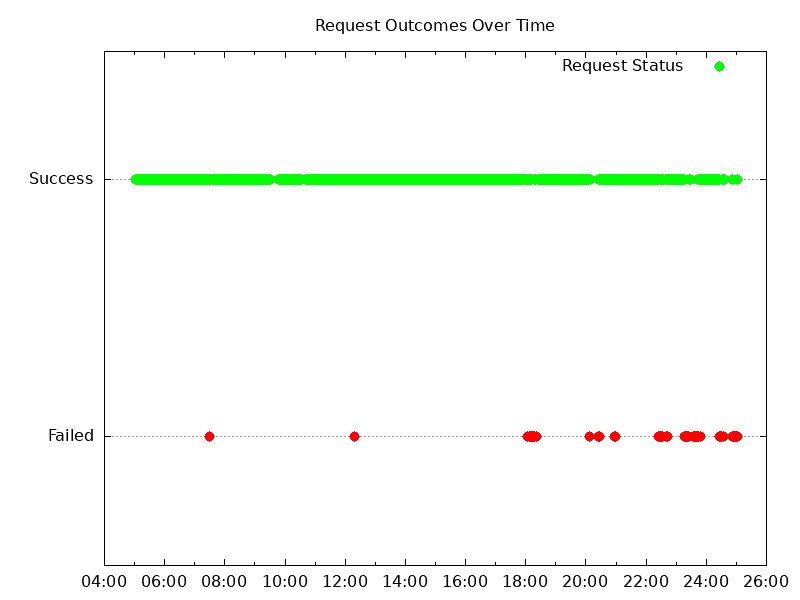 Request Outcomes Over Time
Request Status
Success
Failed
04:00 06:00 08:00 10:00 12:00 14:00 16:00 18:00 20:00 22:00 24:00 26:00